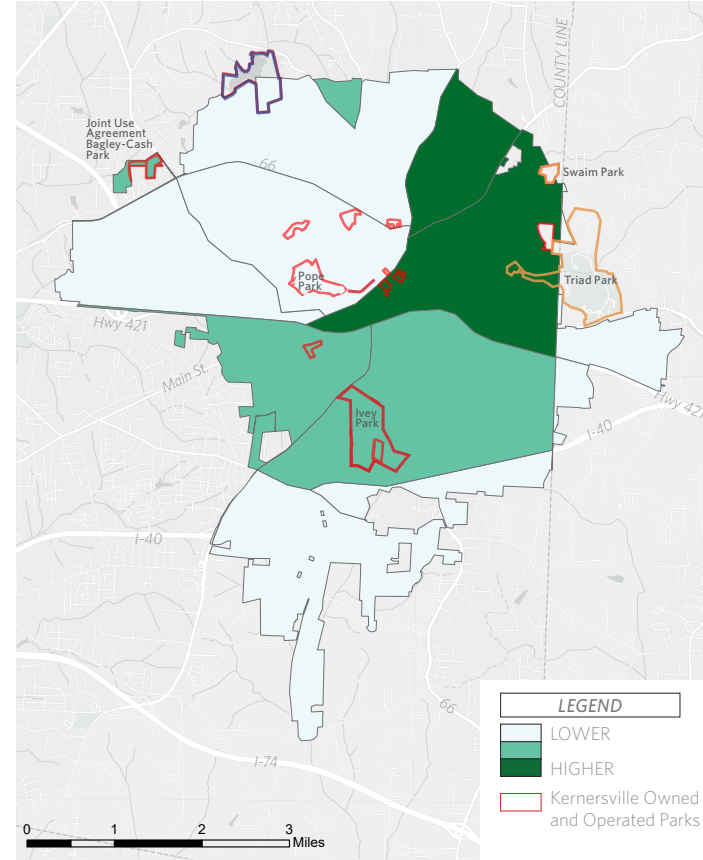 COUNTY LINE
Joint Use
Agreement
Bagley-Cash
Park
66
Swaim Park
Pope
Park
Triad Park
Hwy 421
Main St.
Hwy 421
Ivey
Park
I-40
I-40
66
I-74
LEGEND
LOWER
HIGHER
Kernersville Owned
and Operated Parks
0 1 2 3
Miles